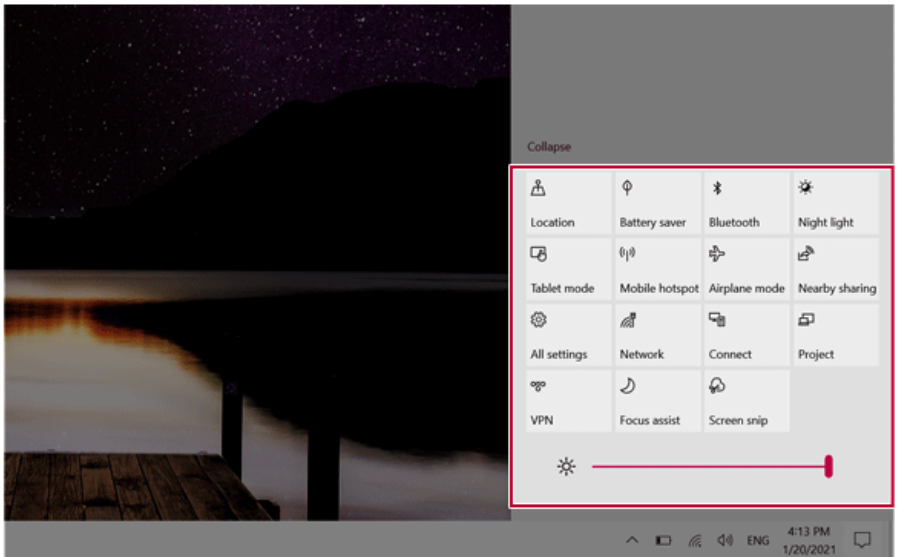 Collapse
Location Battery saver Bluetooth Night light
Tablet mode Mobile hotspot Airplane mode Nearby sharing
All settings Network Connect Project
VPN Focus assist Screen snip
ENG 4:13 PM
1/20/2021